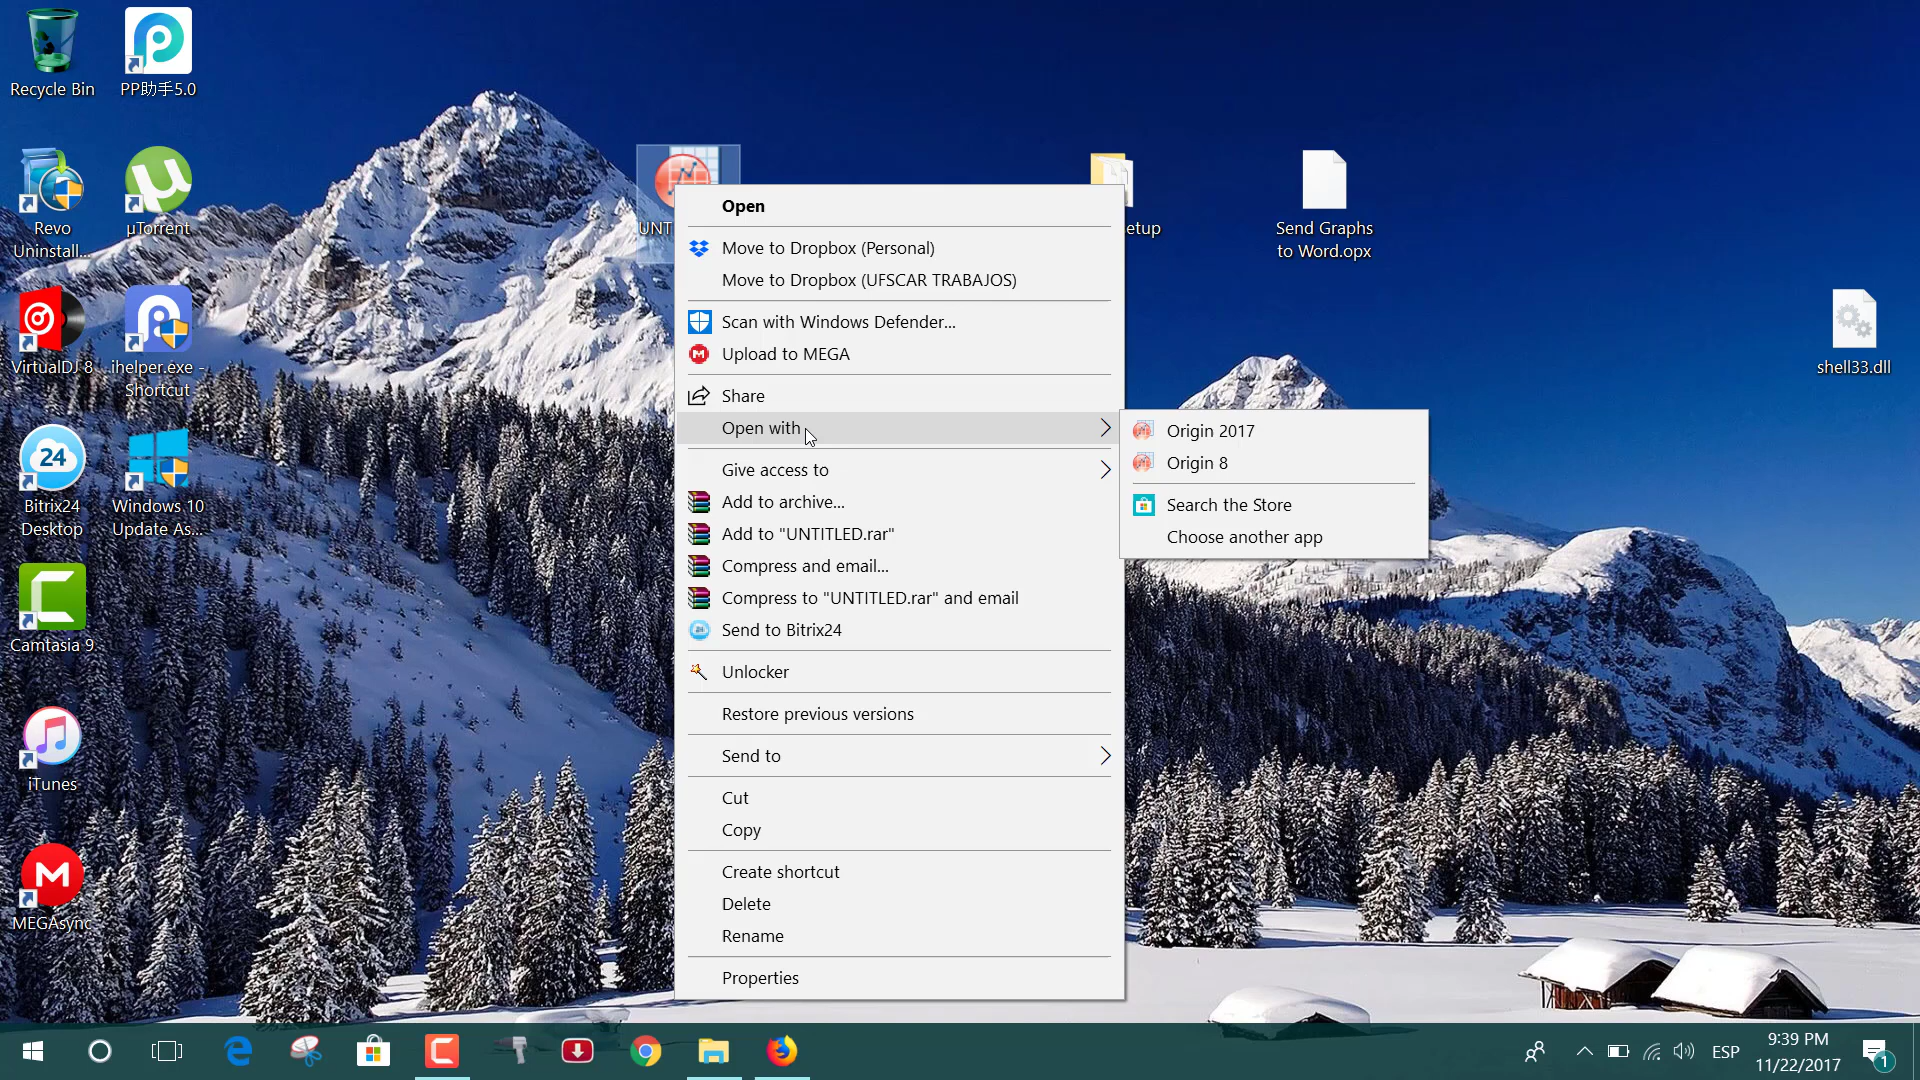 Recycle Bin
PP助手5.0
Revo
Uninstall...
µTorrent
VirtualDJ 8
ihelper.exe -
Shortcut
24
Bitrix24
Desktop
Windows 10
Update As...
Camtasia 9
iTunes
MEGAsync
UNT
etup
Send Graphs
to Word.opx
shell33.dll
Open
Move to Dropbox (Personal)
Move to Dropbox (UFSCAR TRABAJOS)
Scan with Windows Defender...
Upload to MEGA
Share
Open with
Give access to
Add to archive...
Add to "UNTITLED.rar"
Compress and email...
Compress to "UNTITLED.rar" and email
Send to Bitrix24
Unlocker
Restore previous versions
Send to
Cut
Copy
Create shortcut
Delete
Rename
Properties
Origin 2017
Origin 8
Search the Store
Choose another app
ESP
9:39 PM
11/22/2017
1